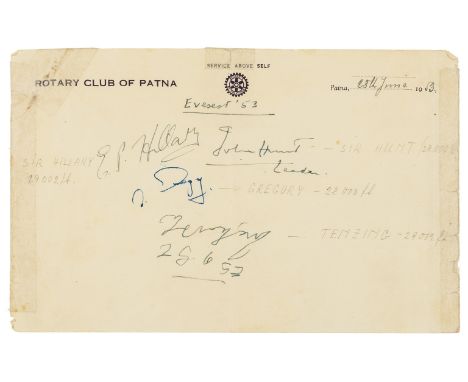 SERVICE ABOVE SELF
ROTARY CLUB OF PATNA
Patna, 28th June 1953.
Everest '53
SIR HILLARY
29002 ft.
E.P. Hillary
John Hunt
Leader
— SIR HUNT / 28000 ft
— GREGORY - 28000 ft
Tenzing
28 6 53
— TENZING - 29002 ft